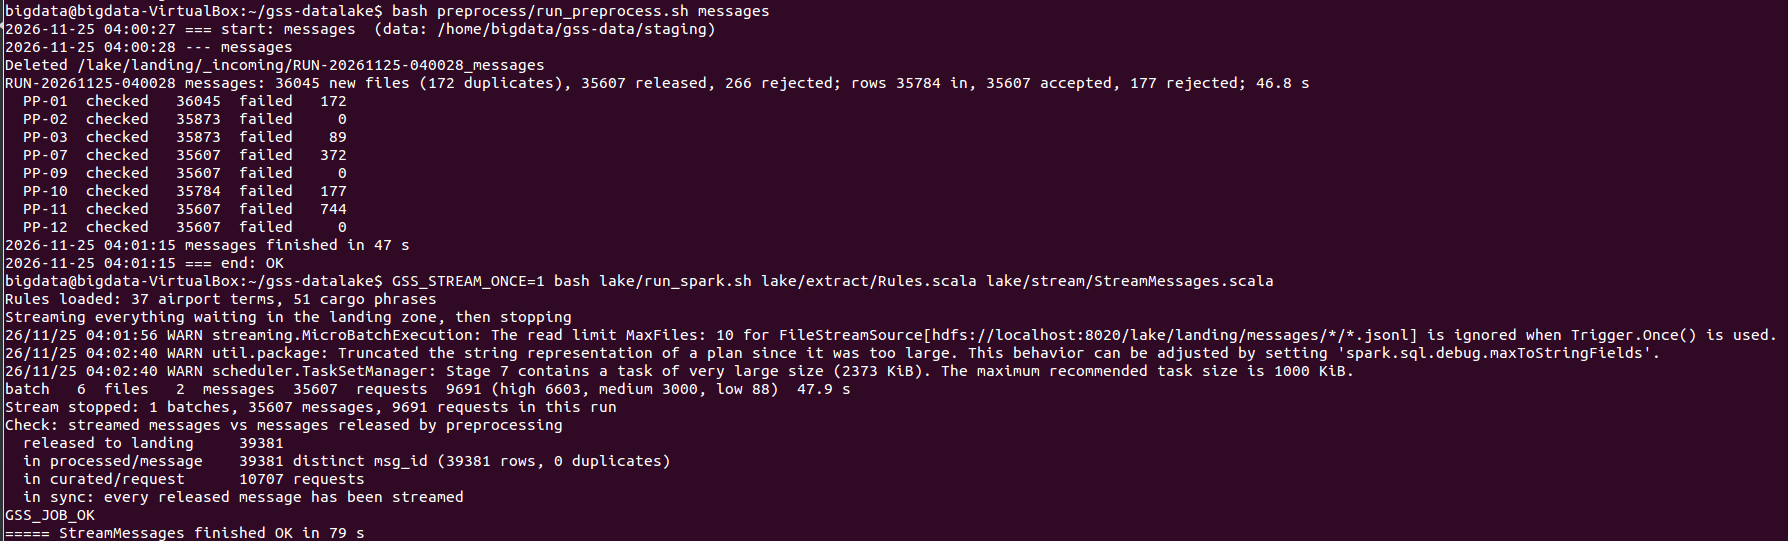 bigdata@bigdata-VirtualBox:~/gss-datalake$ bash preprocess/run_preprocess.sh messages
2026-11-25 04:00:27 === start: messages  (data: /home/bigdata/gss-data/staging)
2026-11-25 04:00:28 --- messages
Deleted /lake/landing/_incoming/RUN-20261125-040028_messages
RUN-20261125-040028 messages: 36045 new files (172 duplicates), 35607 released, 266 rejected; rows 35784 in, 35607 accepted, 177 rejected; 46.8 s
  PP-01  checked   36045  failed   172
  PP-02  checked   35873  failed     0
  PP-03  checked   35873  failed    89
  PP-07  checked   35607  failed   372
  PP-09  checked   35607  failed     0
  PP-10  checked   35784  failed   177
  PP-11  checked   35607  failed   744
  PP-12  checked   35607  failed     0
2026-11-25 04:01:15 messages finished in 47 s
2026-11-25 04:01:15 === end: OK
bigdata@bigdata-VirtualBox:~/gss-datalake$ GSS_STREAM_ONCE=1 bash lake/run_spark.sh lake/extract/Rules.scala lake/stream/StreamMessages.scala
Rules loaded: 37 airport terms, 51 cargo phrases
Streaming everything waiting in the landing zone, then stopping
26/11/25 04:01:56 WARN streaming.MicroBatchExecution: The read limit MaxFiles: 10 for FileStreamSource[hdfs://localhost:8020/lake/landing/messages/*/*.jsonl] is ignored when Trigger.Once() is used.
26/11/25 04:02:40 WARN util.package: Truncated the string representation of a plan since it was too large. This behavior can be adjusted by setting 'spark.sql.debug.maxToStringFields'.
26/11/25 04:02:40 WARN scheduler.TaskSetManager: Stage 7 contains a task of very large size (2373 KiB). The maximum recommended task size is 1000 KiB.
batch   6  files   2  messages  35607  requests  9691 (high 6603, medium 3000, low 88)  47.9 s
Stream stopped: 1 batches, 35607 messages, 9691 requests in this run
Check: streamed messages vs messages released by preprocessing
  released to landing     39381
  in processed/message    39381 distinct msg_id (39381 rows, 0 duplicates)
  in curated/request      10707 requests
  in sync: every released message has been streamed
GSS_JOB_OK
===== StreamMessages finished OK in 79 s